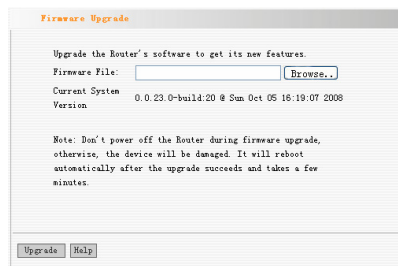 Firmware Upgrade
Upgrade the Router's software to get its new features.
Firmware File: Browse..
Current System Version 0.0.23.0-build:20 @ Sun Oct 05 16:19:07 2008
Note: Don't power off the Router during firmware upgrade,
otherwise, the device will be damaged. It will reboot
automatically after the upgrade succeeds and takes a few
minutes.
Upgrade Help